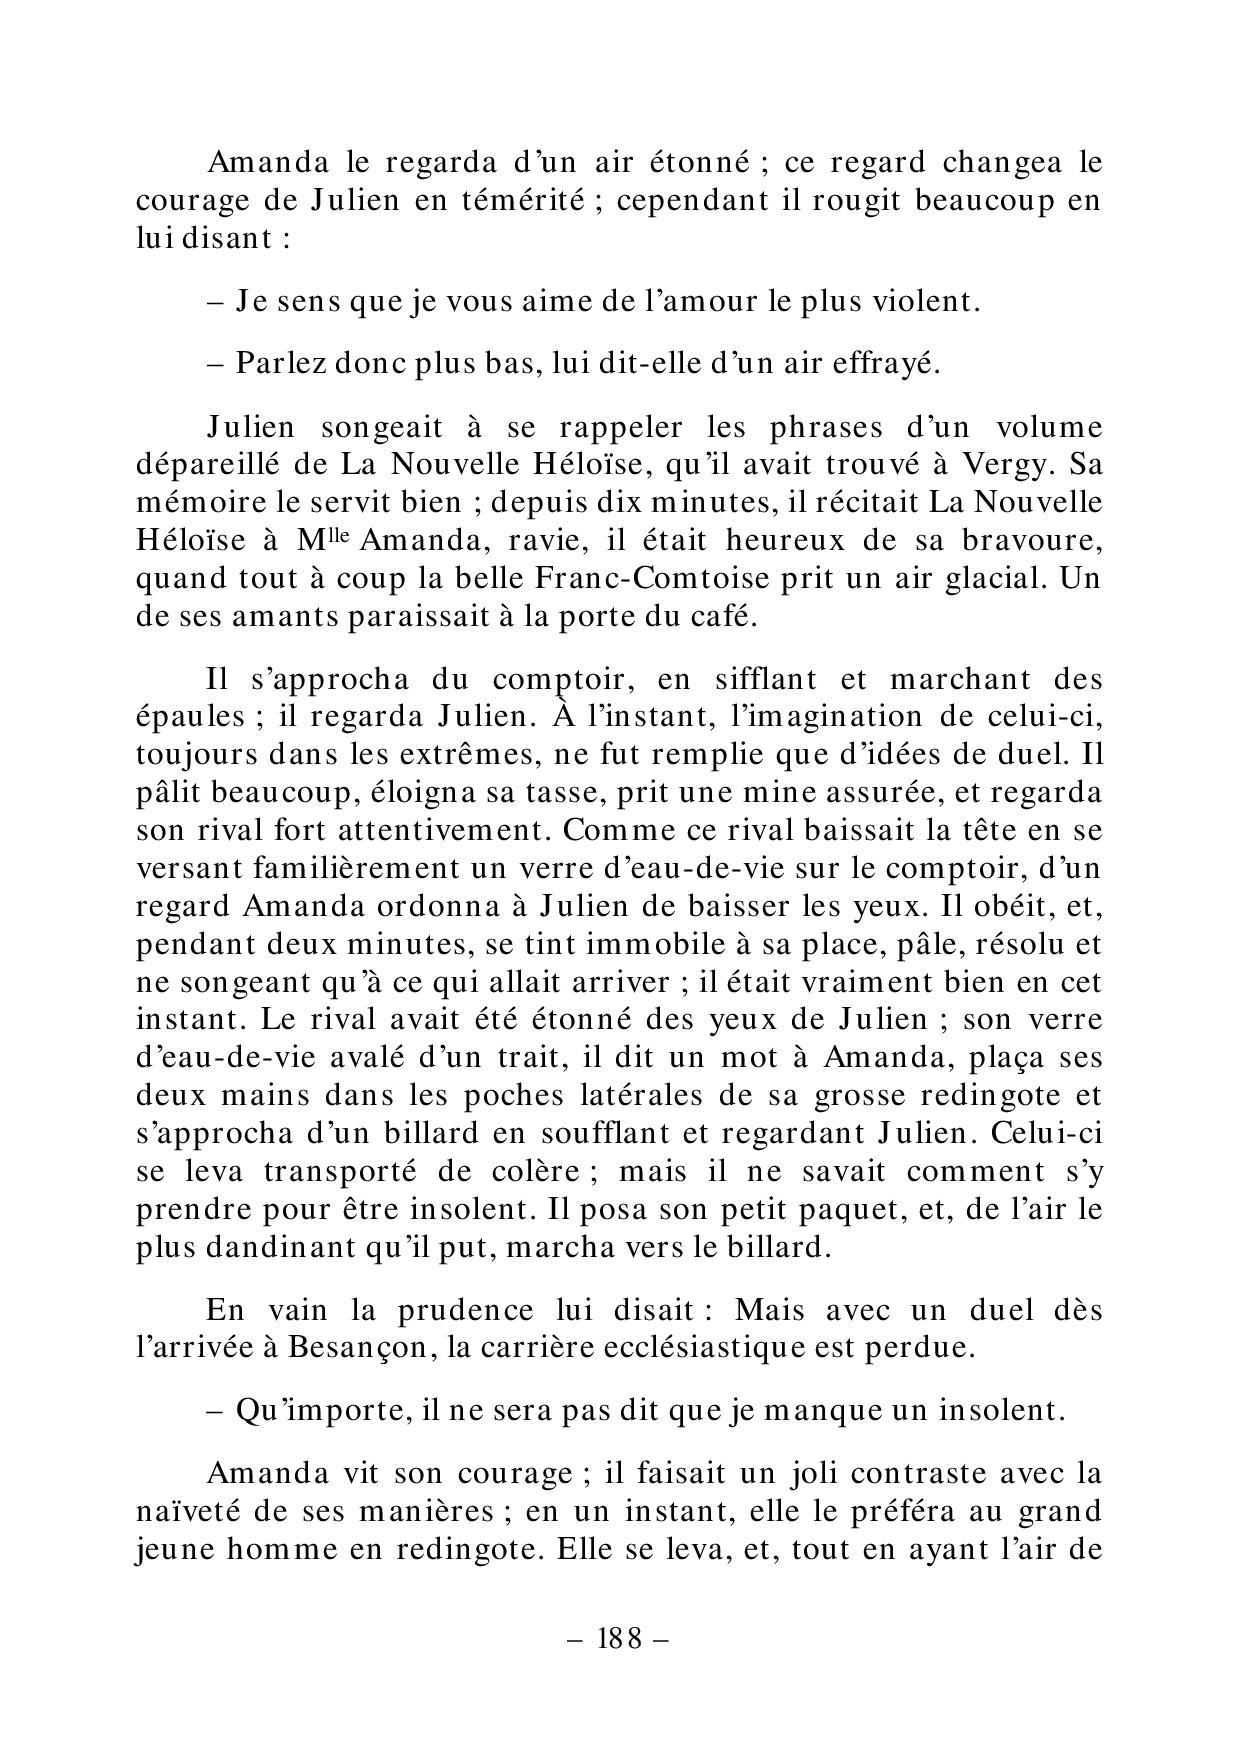 Amanda le regarda d’un air étonné ; ce regard changea le
courage de Julien en témérité ; cependant il rougit beaucoup en
lui disant :
– Je sens que je vous aime de l’amour le plus violent.
– Parlez donc plus bas, lui dit-elle d’un air effrayé.
Julien songeait à se rappeler les phrases d’un volume
dépareillé de La Nouvelle Héloïse, qu’il avait trouvé à Vergy. Sa
mémoire le servit bien ; depuis dix minutes, il récitait La Nouvelle
Héloïse à Mlle Amanda, ravie, il était heureux de sa bravoure,
quand tout à coup la belle Franc-Comtoise prit un air glacial. Un
de ses amants paraissait à la porte du café.
Il s’approcha du comptoir, en sifflant et marchant des
épaules ; il regarda Julien. À l’instant, l’imagination de celui-ci,
toujours dans les extrêmes, ne fut remplie que d’idées de duel. Il
pâlit beaucoup, éloigna sa tasse, prit une mine assurée, et regarda
son rival fort attentivement. Comme ce rival baissait la tête en se
versant familièrement un verre d’eau-de-vie sur le comptoir, d’un
regard Amanda ordonna à Julien de baisser les yeux. Il obéit, et,
pendant deux minutes, se tint immobile à sa place, pâle, résolu et
ne songeant qu’à ce qui allait arriver ; il était vraiment bien en cet
instant. Le rival avait été étonné des yeux de Julien ; son verre
d’eau-de-vie avalé d’un trait, il dit un mot à Amanda, plaça ses
deux mains dans les poches latérales de sa grosse redingote et
s’approcha d’un billard en soufflant et regardant Julien. Celui-ci
se leva transporté de colère ; mais il ne savait comment s’y
prendre pour être insolent. Il posa son petit paquet, et, de l’air le
plus dandinant qu’il put, marcha vers le billard.
En vain la prudence lui disait : Mais avec un duel dès
l’arrivée à Besançon, la carrière ecclésiastique est perdue.
– Qu’importe, il ne sera pas dit que je manque un insolent.
Amanda vit son courage ; il faisait un joli contraste avec la
naïveté de ses manières ; en un instant, elle le préféra au grand
jeune homme en redingote. Elle se leva, et, tout en ayant l’air de
– 188 –